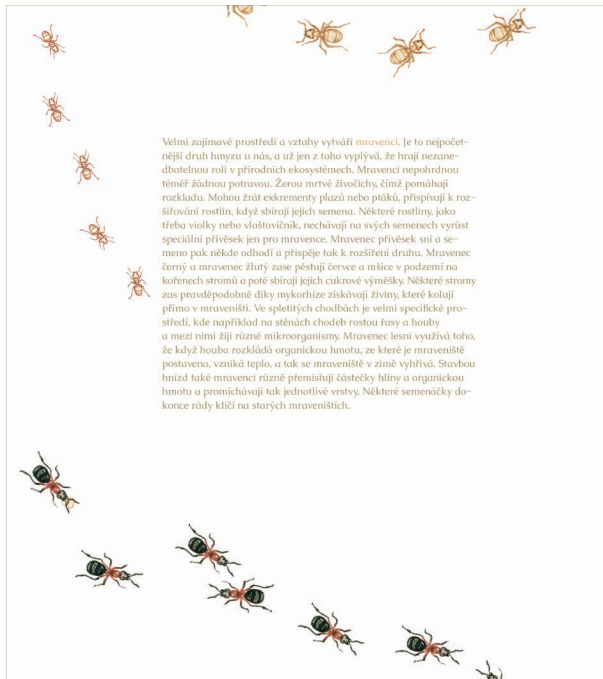 Velmi zajímavé prostředí a vztahy vytváří mravenci. Je to nejpočet-
nější druh hmyzu u nás, a už jen z toho vyplývá, že hrají nezane-
dbatelnou roli v přírodních ekosystémech. Mravenci nepohrdnou
téměř žádnou potravou. Žerou mrtvé živočichy, čímž pomáhají
rozkladu. Mohou žrát exkrementy plazů nebo ptáků, přispívají k roz-
šiřování rostlin, když sbírají jejich semena. Některé rostliny, jako
třeba violky nebo vlaštovičník, nechávají na svých semenech vyrůst
speciální přívěsek jen pro mravence. Mravenec přívěsek sní a se-
meno pak někde odhodí a přispěje tak k rozšíření druhu. Mravenec
černý a mravenec žlutý zase pěstují červce a mšice v podzemí na
kořenech stromů a poté sbírají jejich cukrové výměšky. Některé stromy
zas pravděpodobně díky mykorhize získávají živiny, které kolují
přímo v mraveništi. Ve spletitých chodbách je velmi specifické pro-
středí, kde například na stěnách chodeb rostou řasy a houby
a mezi nimi žijí různé mikroorganismy. Mravenec lesní využívá toho,
že když houba rozkládá organickou hmotu, ze které je mraveniště
postaveno, vzniká teplo, a tak se mraveniště v zimě vyhřívá. Stavbou
hnízd také mravenci různě přemisťují částečky hlíny a organickou
hmotu a promíchávají tak jednotlivé vrstvy. Některé semenáčky do-
konce rády klíčí na starých mraveništích.